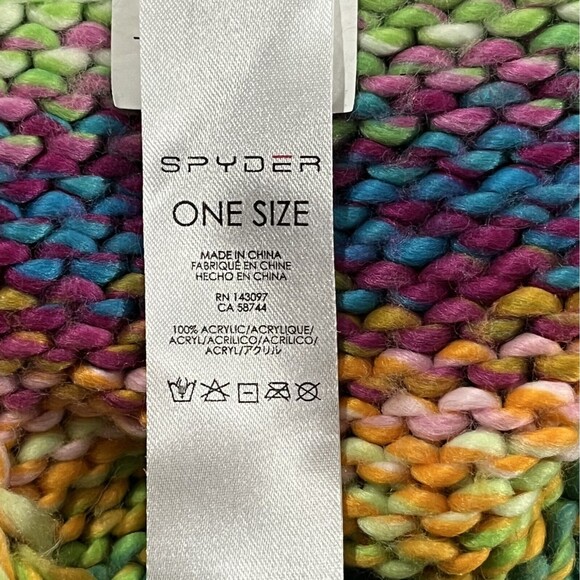 SPYDER
ONE SIZE
MADE IN CHINA
FABRIQUÉ EN CHINE
HECHO EN CHINA
RN 143097
CA 58744
100% ACRYLIC/ACRYLIQUE/
ACRYL/ACRILICO/ACRÍLICO/
ACRYL/アクリル